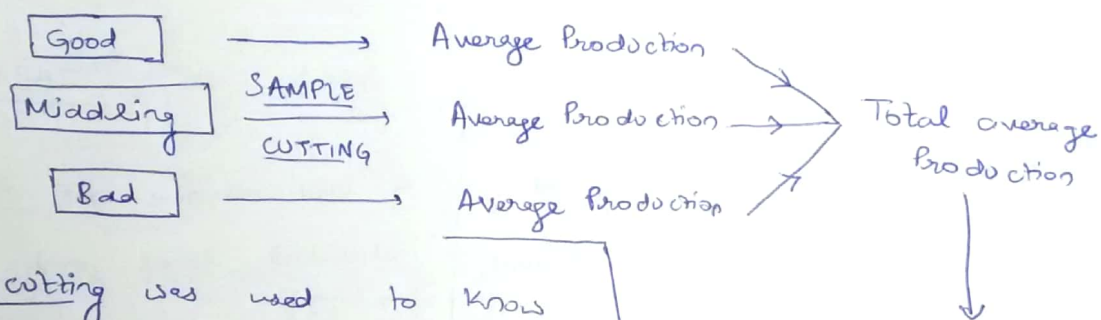 Good Average Production
Middling SAMPLE CUTTING Average Production Total average Production
Bad Average Production
cutting was used to know